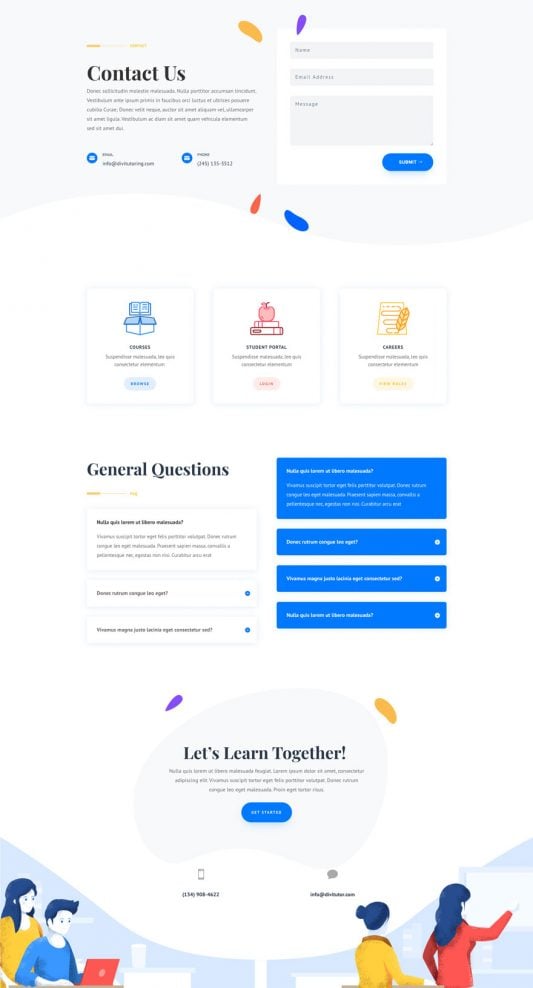 CONTACT
Contact Us
Donec sollicitudin molestie malesuada. Nulla porttitor accumsan tincidunt.
Vestibulum ante ipsum primis in faucibus orci luctus et ultrices posuere
cubilia Curae; Donec velit neque, auctor sit amet aliquam vel, ullamcorper
sit amet ligula. Vestibulum ac diam sit amet quam vehicula elementum
sed sit amet dui.
EMAIL
info@divitutoring.com
PHONE
(245) 135-5512
Name
Email Address
Message
SUBMIT
COURSES
Suspendisse malesuada, leo quis
consectetur elementum
BROWSE
STUDENT PORTAL
Suspendisse malesuada, leo quis
consectetur elementum
LOGIN
CAREERS
Suspendisse malesuada, leo quis
consectetur elementum
VIEW ROLES
General Questions
FAQ
Nulla quis lorem ut libero malesuada?
Vivamus suscipit tortor eget felis porttitor volutpat. Donec rutrum
congue leo eget malesuada. Praesent sapien massa, convallis a
pellentesque nec, egestas non nisi. Curabitur arcu erat
Donec rutrum congue leo eget?
Vivamus magna justo lacinia eget consectetur sed?
Nulla quis lorem ut libero malesuada?
Vivamus suscipit tortor eget felis porttitor volutpat. Donec rutrum
congue leo eget malesuada. Praesent sapien massa, convallis a
pellentesque nec, egestas non nisi. Curabitur arcu erat
Donec rutrum congue leo eget?
Vivamus magna justo lacinia eget consectetur sed?
Nulla quis lorem ut libero malesuada?
Let's Learn Together!
Nulla quis lorem ut libero malesuada feugiat. Lorem ipsum dolor sit amet, consectetur
adipiscing elit. Vivamus suscipit tortor eget felis porttitor volutpat. Donec rutrum
congue leo eget malesuada. Proin eget tortor risus.
GET STARTED
(134) 908-4622
info@divitutor.com